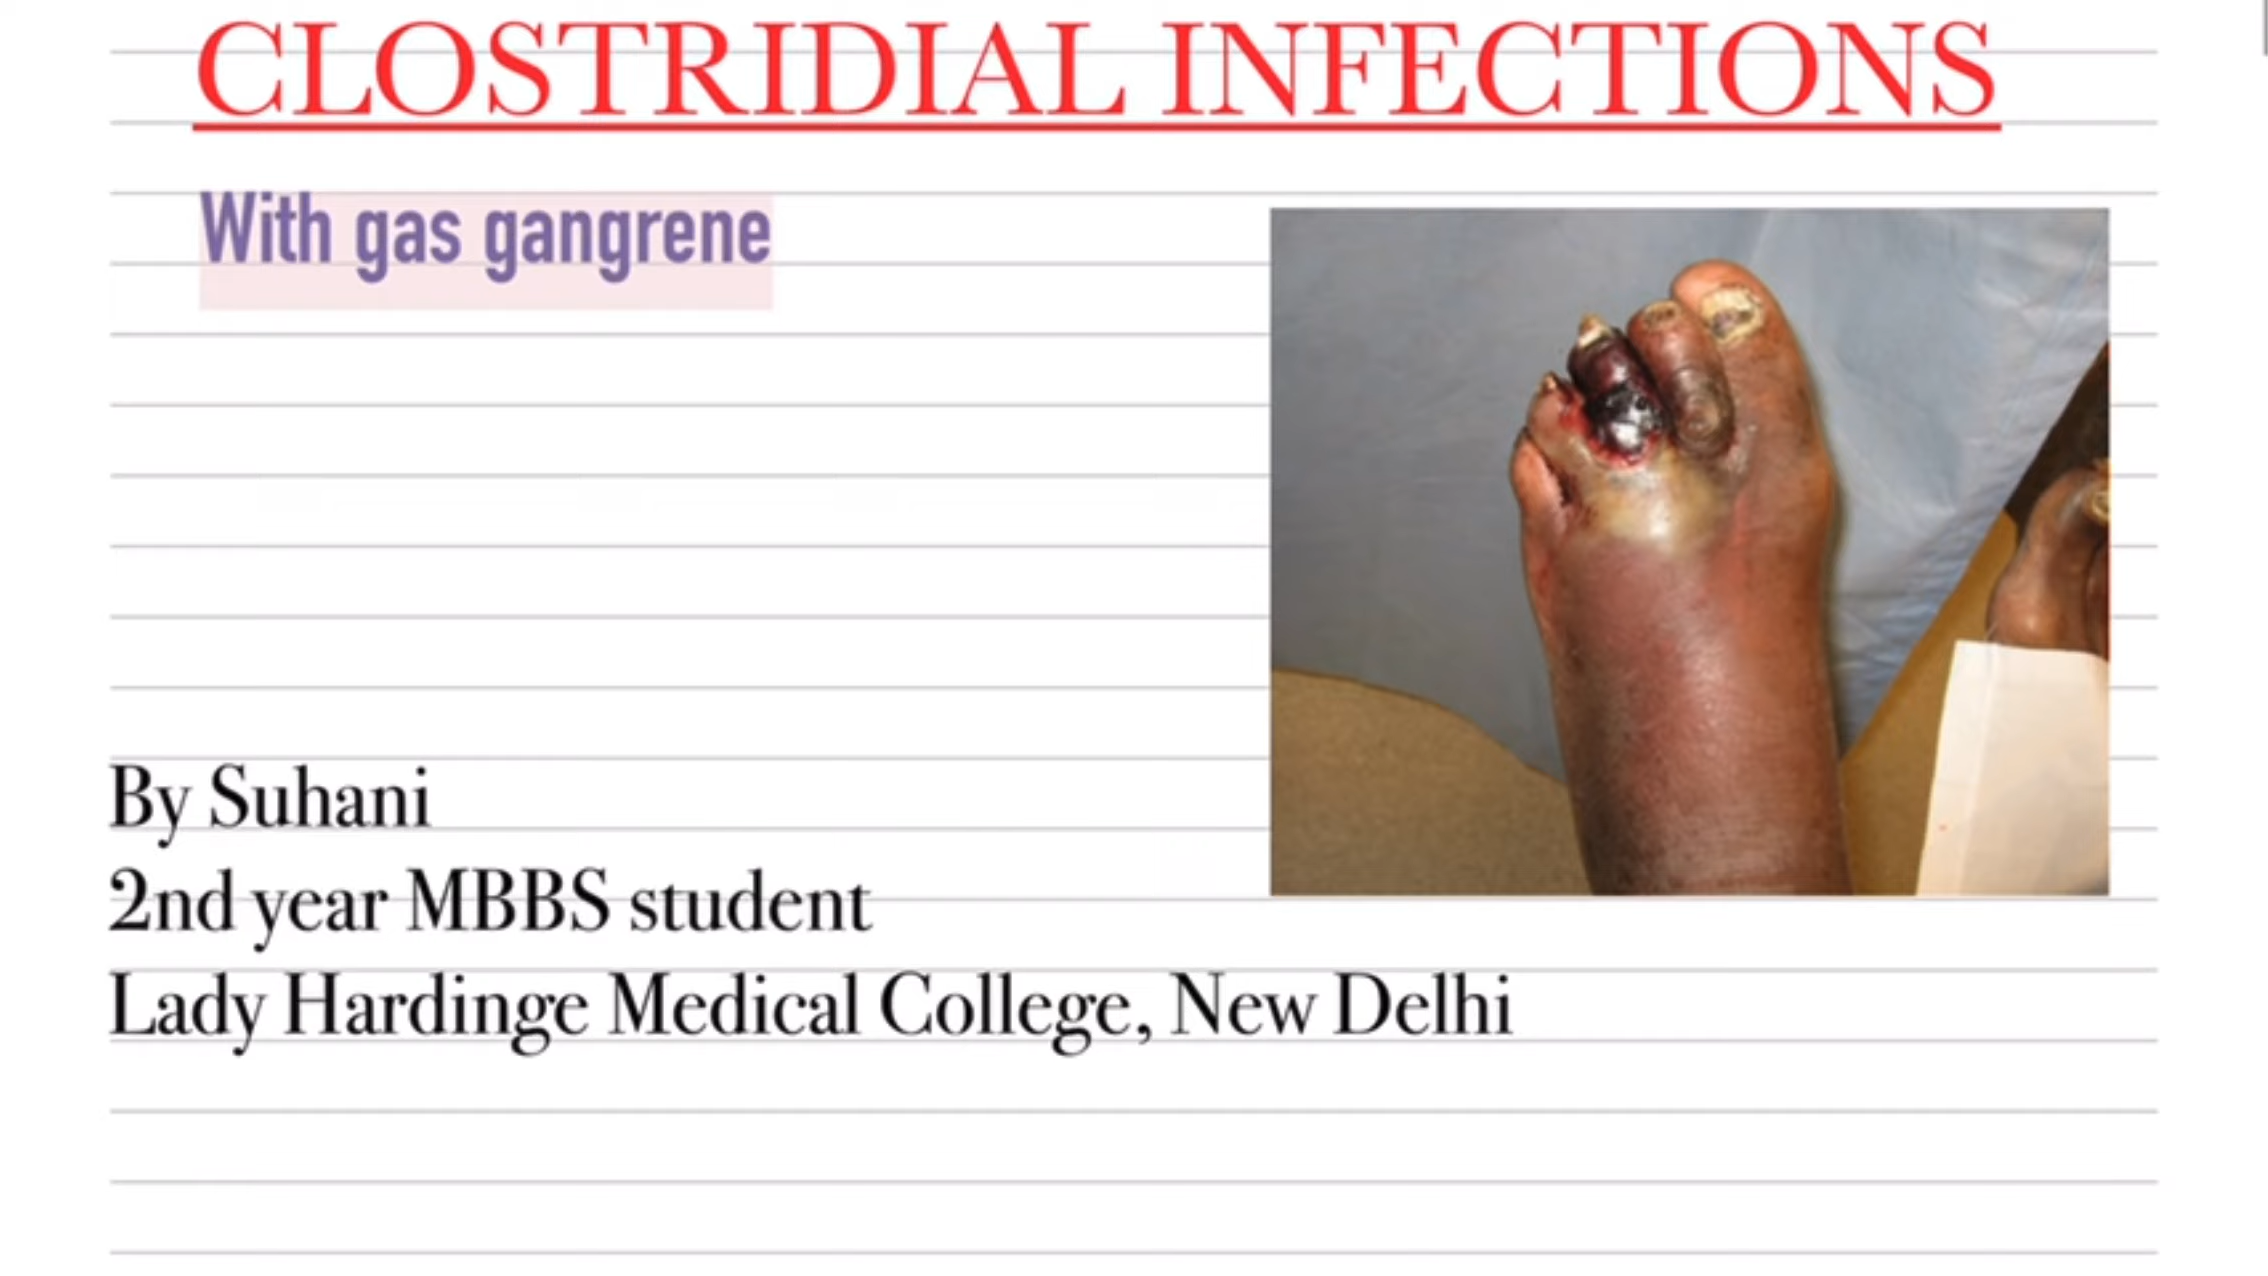 CLOSTRIDIAL INFECTIONS
With gas gangrene
By Suhani
2nd year MBBS student
Lady Hardinge Medical College, New Delhi